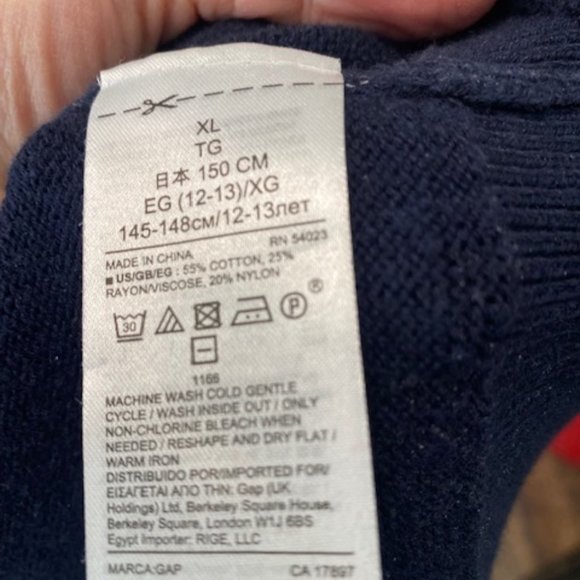 XL
TG
日本 150 CM
EG (12-13)/XG
145-148см/12-13лет
RN 54023
MADE IN CHINA
■ US/GB/EG : 55% COTTON, 25%
RAYON/VISCOSE, 20% NYLON
30 P ®
1166
MACHINE WASH COLD GENTLE
CYCLE / WASH INSIDE OUT / ONLY
NON-CHLORINE BLEACH WHEN
NEEDED / RESHAPE AND DRY FLAT /
WARM IRON
DISTRIBUIDO POR/IMPORTED FOR/
ΕΙΣΑΓΕΤΑΙ ΑΠΟ ΤΗΝ: Gap (UK
Holdings) Ltd, Berkeley Square House,
Berkeley Square, London W1J 6BS
Egypt Importer: RIGE, LLC
MARCA:GAP CA 17897